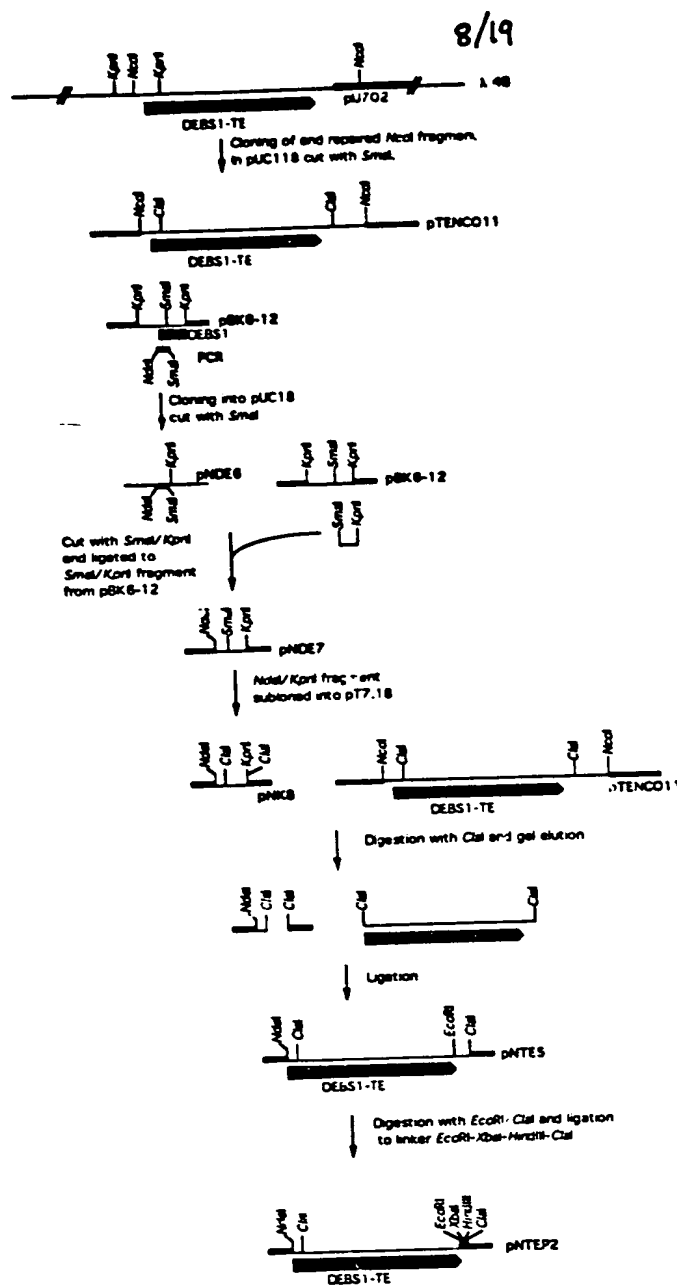 8/19
KpnI NcoI KpnI NcoI
λ 4B
pIJ702
DEBS1-TE
Cloning of end repaired NcoI fragment
in pUC118 cut with SmaI
NcoI ClaI ClaI NcoI
pTENCO11
DEBS1-TE
KpnI SmaI KpnI
pBK6-12
DEBS1
NdeI SmaI PCR
Cloning into pUC18
cut with SmaI
KpnI
pNDE6
KpnI SmaI KpnI
pBK6-12
NdeI SmaI
SmaI KpnI
Cut with SmaI/KpnI
and ligated to
SmaI/KpnI fragment
from pBK6-12
NdeI SmaI KpnI
pNDE7
NdeI/KpnI fragment
subloned into pT7.18
NdeI ClaI KpnI ClaI
pNK8
NcoI ClaI ClaI NcoI
pTENCO11
DEBS1-TE
Digestion with ClaI and gel elution
NdeI ClaI ClaI
ClaI ClaI
Ligation
NdeI ClaI EcoRI ClaI
pNTE5
DEBS1-TE
Digestion with EcoRI-ClaI and ligation
to linker EcoRI-XbaI-HindIII-ClaI
NdeI ClaI EcoRI XbaI HindIII ClaI
pNTEP2
DEBS1-TE